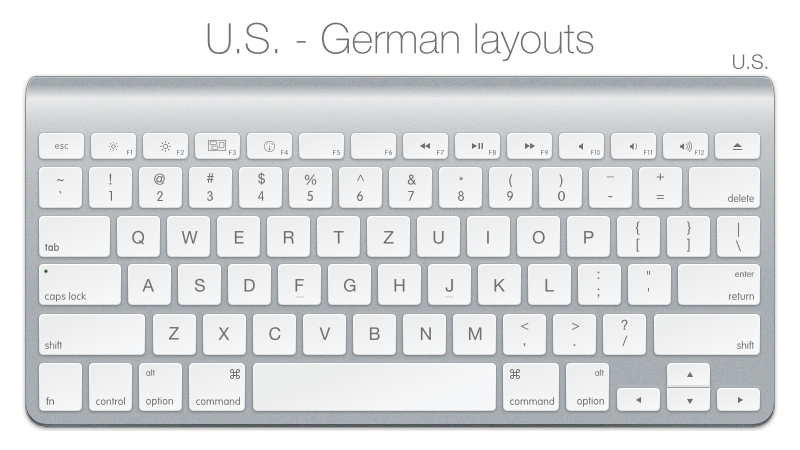 U.S. - German layouts
U.S.
esc F1 F2 F3 F4 F5 F6 F7 F8 F9 F10 F11 F12
~ ! @ # $ % ^ & * ( ) _ +
` 1 2 3 4 5 6 7 8 9 0 - = delete
tab Q W E R T Z U I O P { [ } ] | \
caps lock A S D F G H J K L : ; " ' enter return
shift Z X C V B N M < , > . ? / shift
fn control alt option ⌘ command ⌘ command alt option